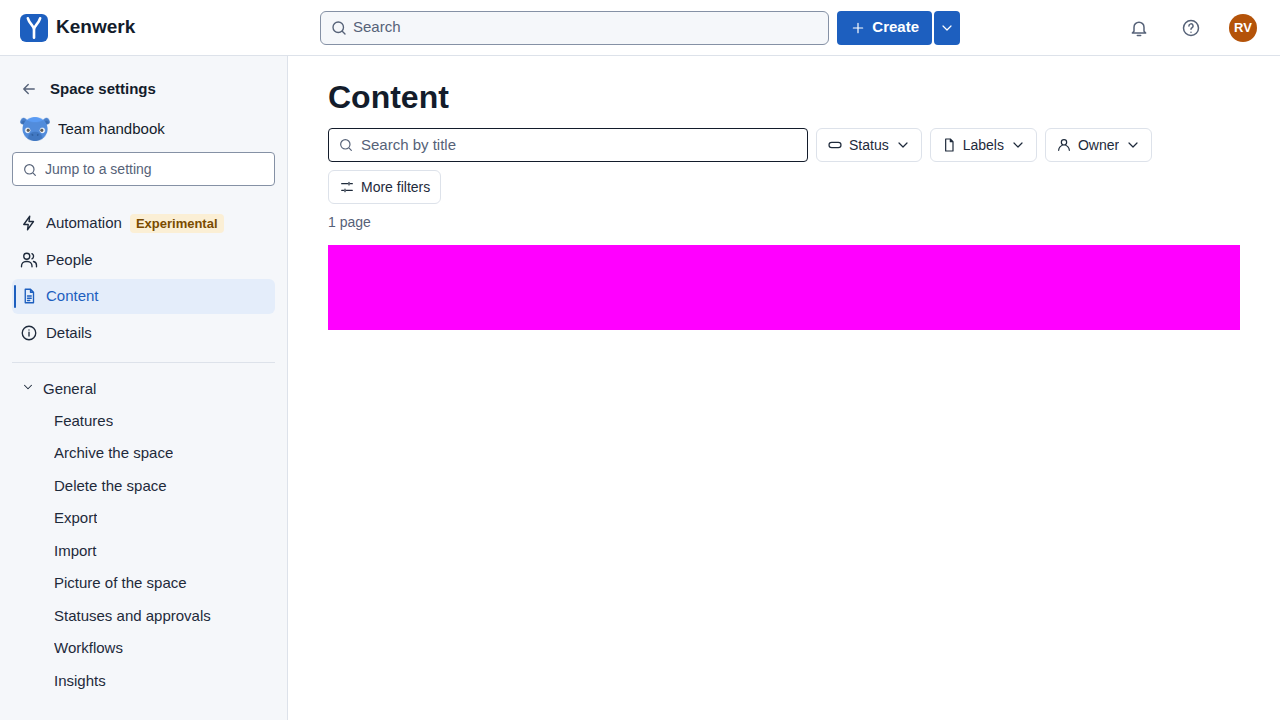 Kenwerk
Search
Create
RV
Space settings
Team handbook
Jump to a setting
Automation Experimental
People
Content
Details
General
Features
Archive the space
Delete the space
Export
Import
Picture of the space
Statuses and approvals
Workflows
Insights
Content
Search by title
Status
Labels
Owner
More filters
1 page